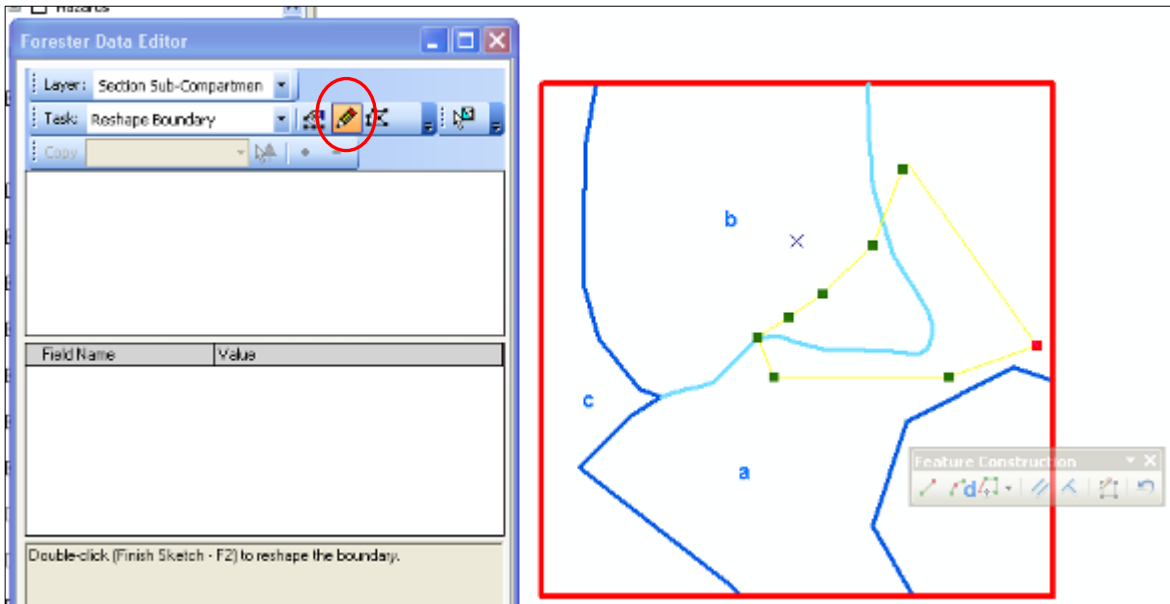 Hazards
Forester Data Editor
Layer: Section Sub-Compartmen
Task: Reshape Boundary
Copy
Field Name Value
Double-click (Finish Sketch - F2) to reshape the boundary.
b
c
a
Feature Construction
d